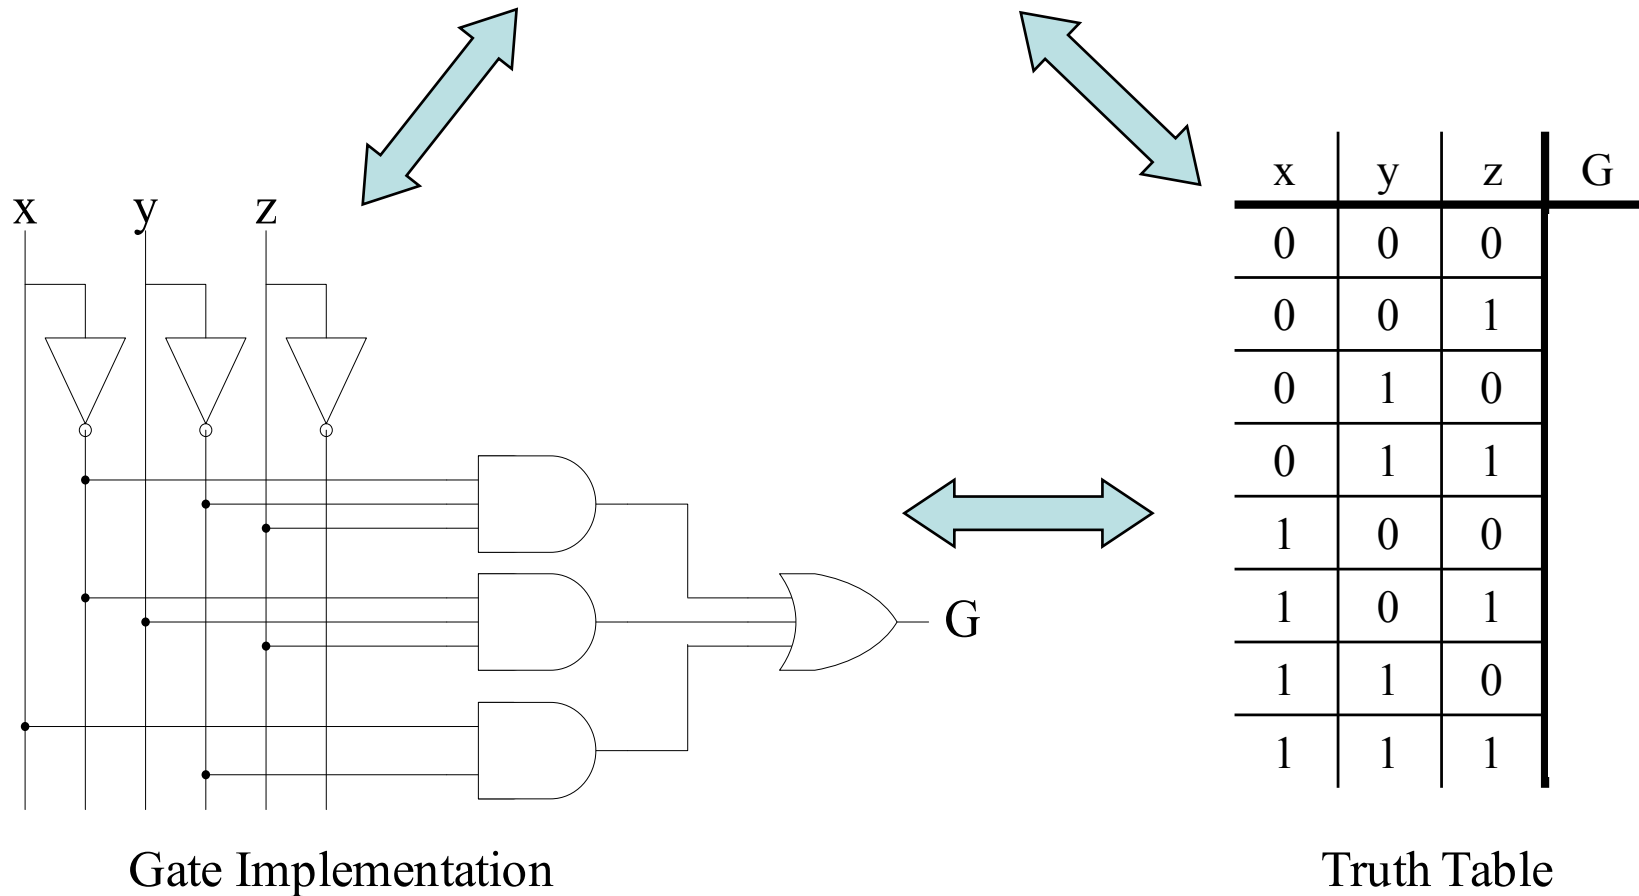 x y z
G
Gate Implementation
x y z G
0 0 0
0 0 1
0 1 0
0 1 1
1 0 0
1 0 1
1 1 0
1 1 1
Truth Table